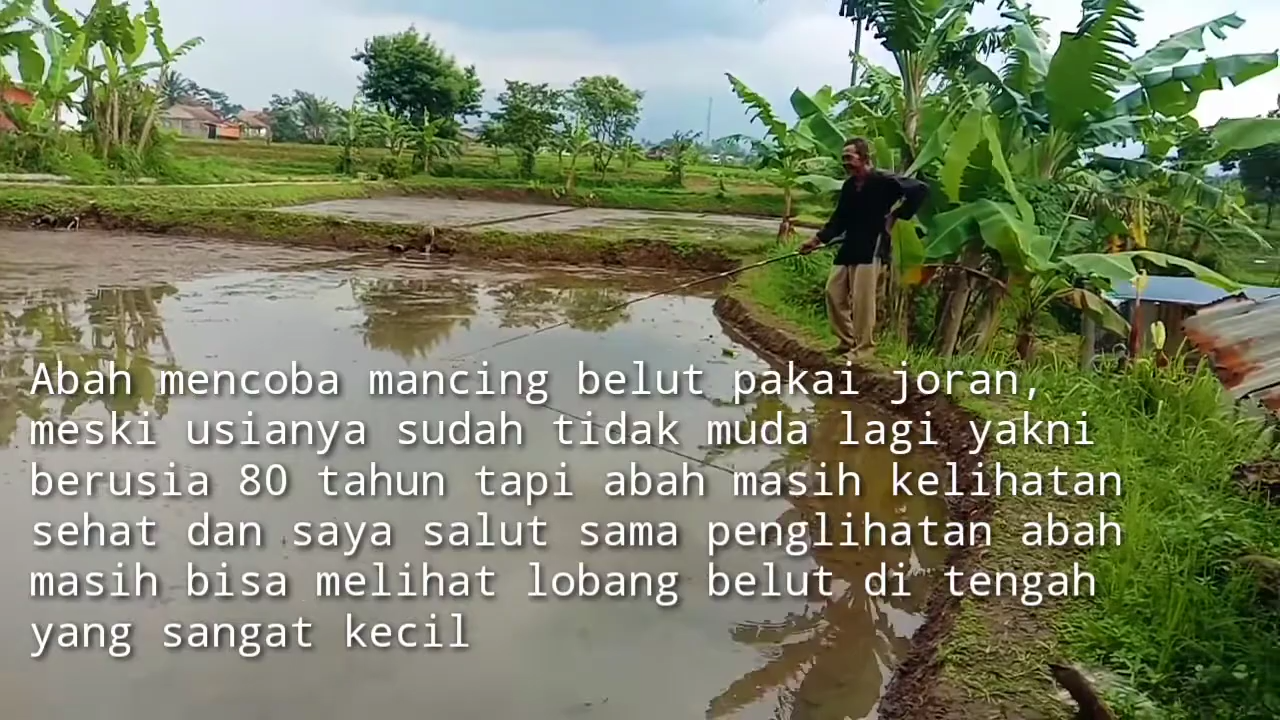 Abah mencoba mancing belut pakai joran,
meski usianya sudah tidak muda lagi yakni
berusia 80 tahun tapi abah masih kelihatan
sehat dan saya salut sama penglihatan abah
masih bisa melihat lobang belut di tengah
yang sangat kecil